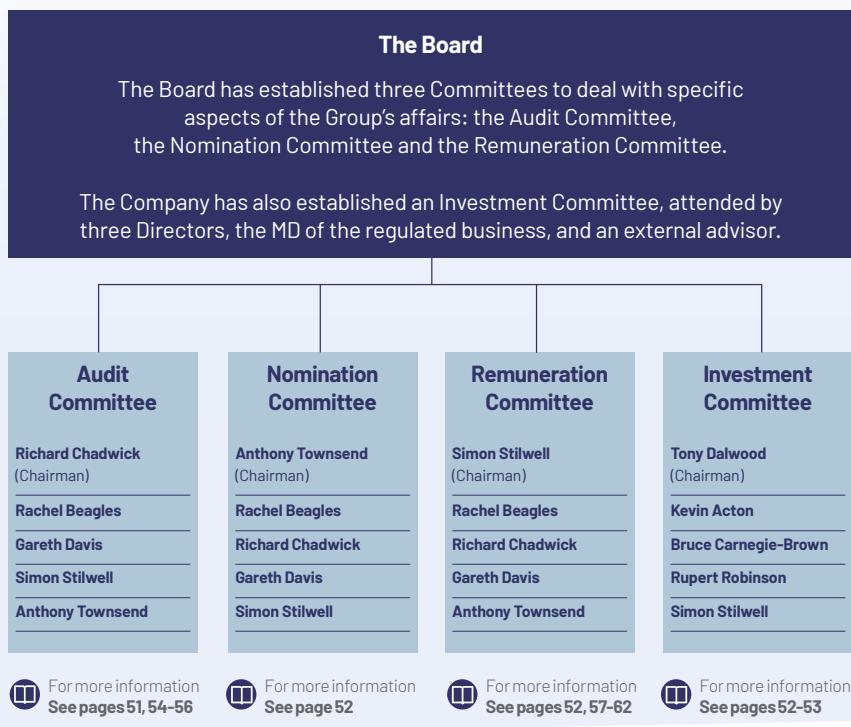 The Board
The Board has established three Committees to deal with specific
aspects of the Group's affairs: the Audit Committee,
the Nomination Committee and the Remuneration Committee.
The Company has also established an Investment Committee, attended by
three Directors, the MD of the regulated business, and an external advisor.
Audit
Committee
Richard Chadwick
(Chairman)
Rachel Beagles
Gareth Davis
Simon Stilwell
Anthony Townsend
For more information
See pages 51, 54-56
Nomination
Committee
Anthony Townsend
(Chairman)
Rachel Beagles
Richard Chadwick
Gareth Davis
Simon Stilwell
For more information
See page 52
Remuneration
Committee
Simon Stilwell
(Chairman)
Rachel Beagles
Richard Chadwick
Gareth Davis
Anthony Townsend
For more information
See pages 52, 57-62
Investment
Committee
Tony Dalwood
(Chairman)
Kevin Acton
Bruce Carnegie-Brown
Rupert Robinson
Simon Stilwell
For more information
See pages 52-53